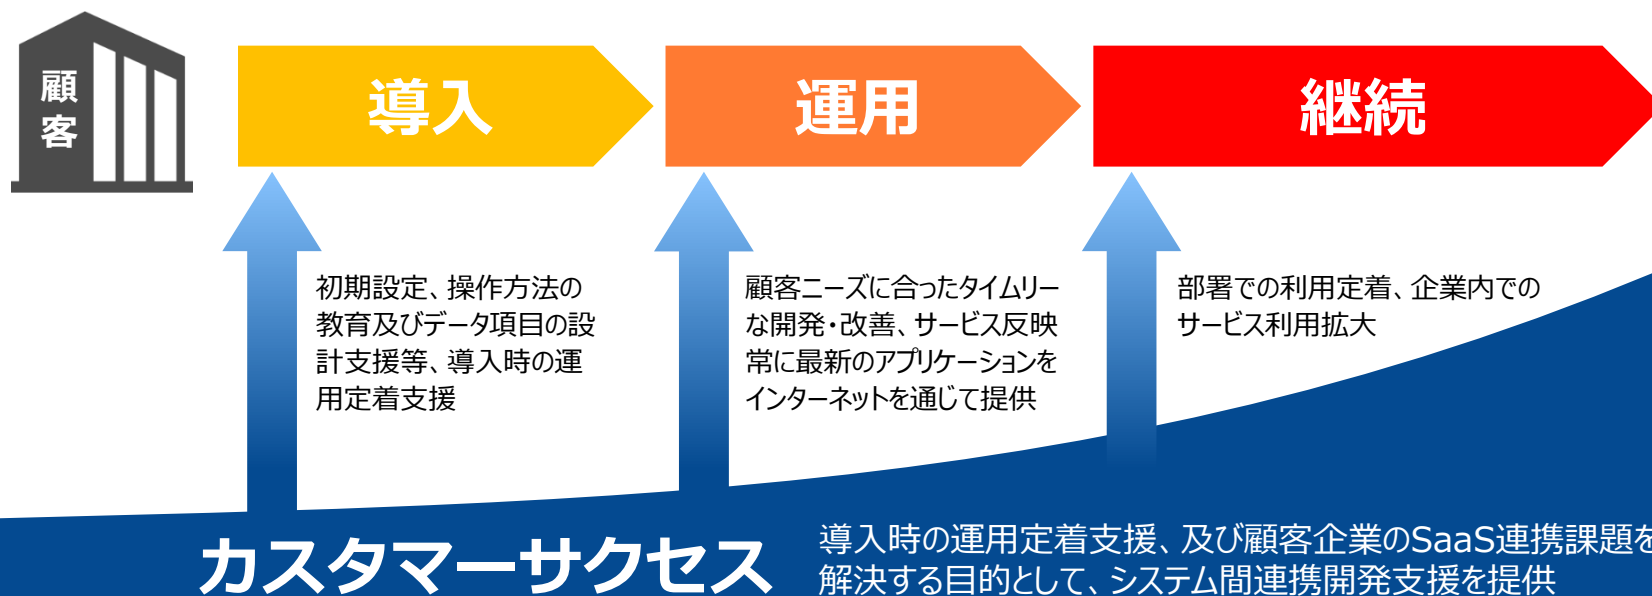 顧客
導入
運用
継続
初期設定、操作方法の
教育及びデータ項目の設
計支援等、導入時の運
用定着支援
顧客ニーズに合ったタイムリー
な開発・改善、サービス反映
常に最新のアプリケーションを
インターネットを通じて提供
部署での利用定着、企業内での
サービス利用拡大
カスタマーサクセス
導入時の運用定着支援、及び顧客企業のSaaS連携課題を
解決する目的として、システム間連携開発支援を提供